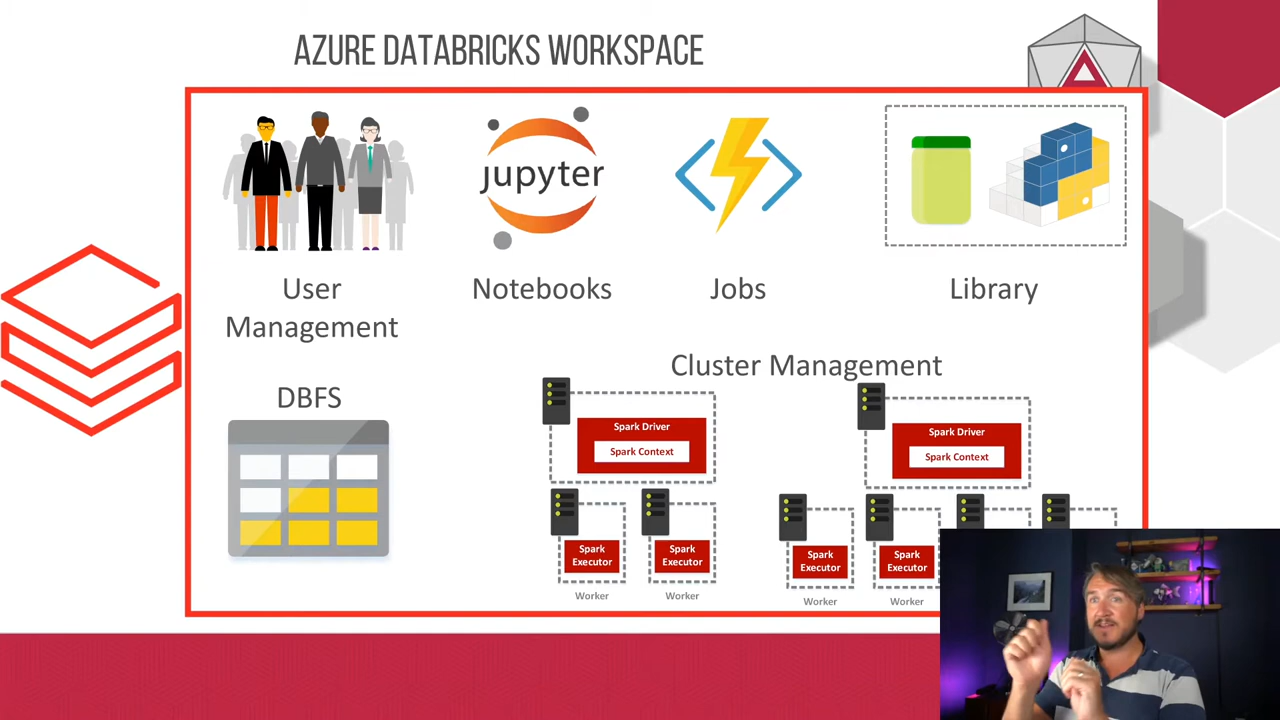 AZURE DATABRICKS WORKSPACE
jupyter
User
Management
Notebooks
Jobs
Library
DBFS
Cluster Management
Spark Driver
Spark Context
Spark
Executor
Worker
Spark
Executor
Worker
Spark Driver
Spark Context
Spark
Executor
Worker
Spark
Executor
Worker